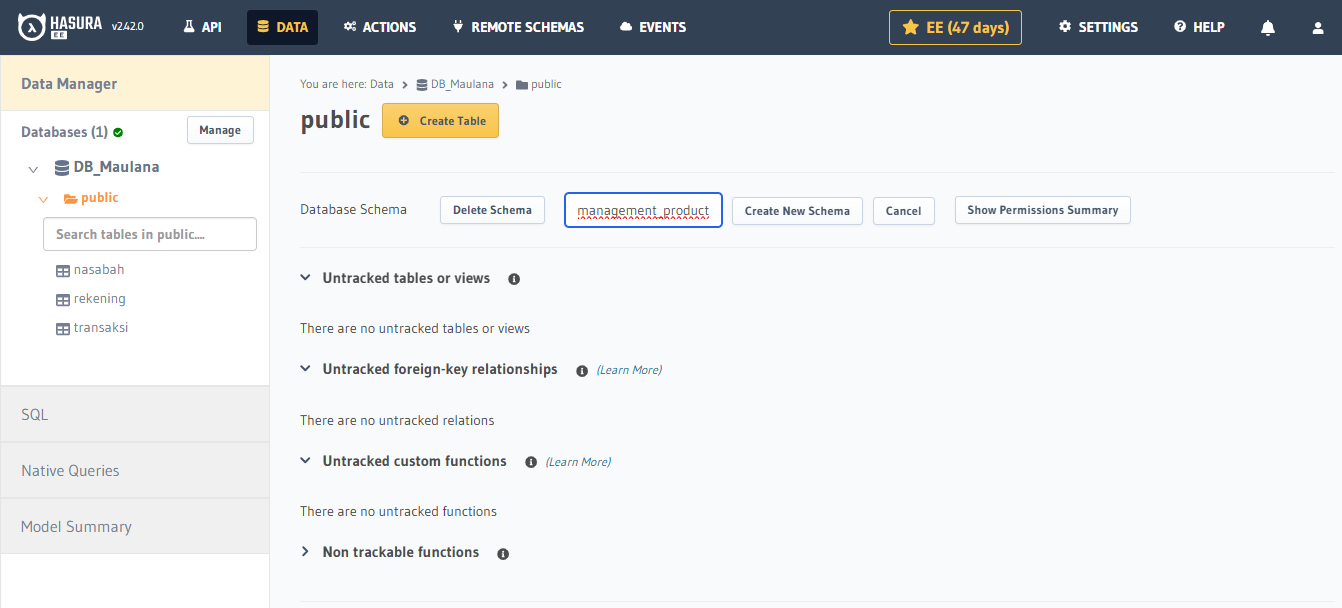 HASURA EE v2.42.0 API DATA ACTIONS REMOTE SCHEMAS EVENTS EE (47 days) SETTINGS HELP
Data Manager
Databases (1) Manage
DB_Maulana
public
Search tables in public....
nasabah
rekening
transaksi
SQL
Native Queries
Model Summary
You are here: Data > DB_Maulana > public
public Create Table
Database Schema Delete Schema management_product Create New Schema Cancel Show Permissions Summary
Untracked tables or views
There are no untracked tables or views
Untracked foreign-key relationships (Learn More)
There are no untracked relations
Untracked custom functions (Learn More)
There are no untracked functions
Non trackable functions